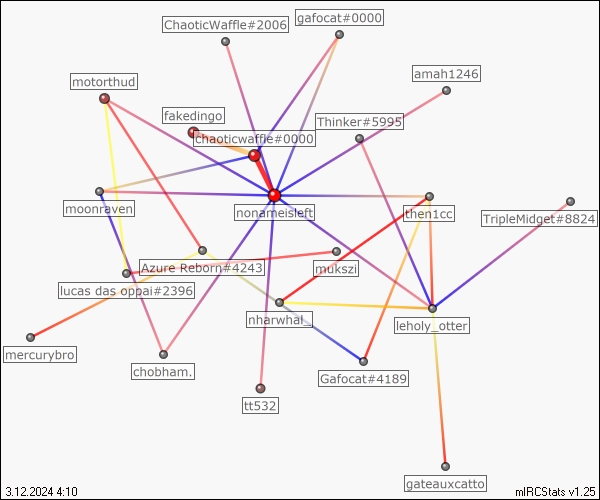 ChaoticWaffle#2006
gafocat#0000
amah1246
motorthud
fakedingo
Thinker#5995
chaoticwaffle#0000
moonraven
nonameisleft
then1cc
TripleMidget#8824
Azure Reborn#4243
mukszi
lucas das oppai#2396
nharwhal_
leholy_otter
mercurybro
chobham.
Gafocat#4189
tt532
gateauxcatto
3.12.2024 4:10
mIRCStats v1.25